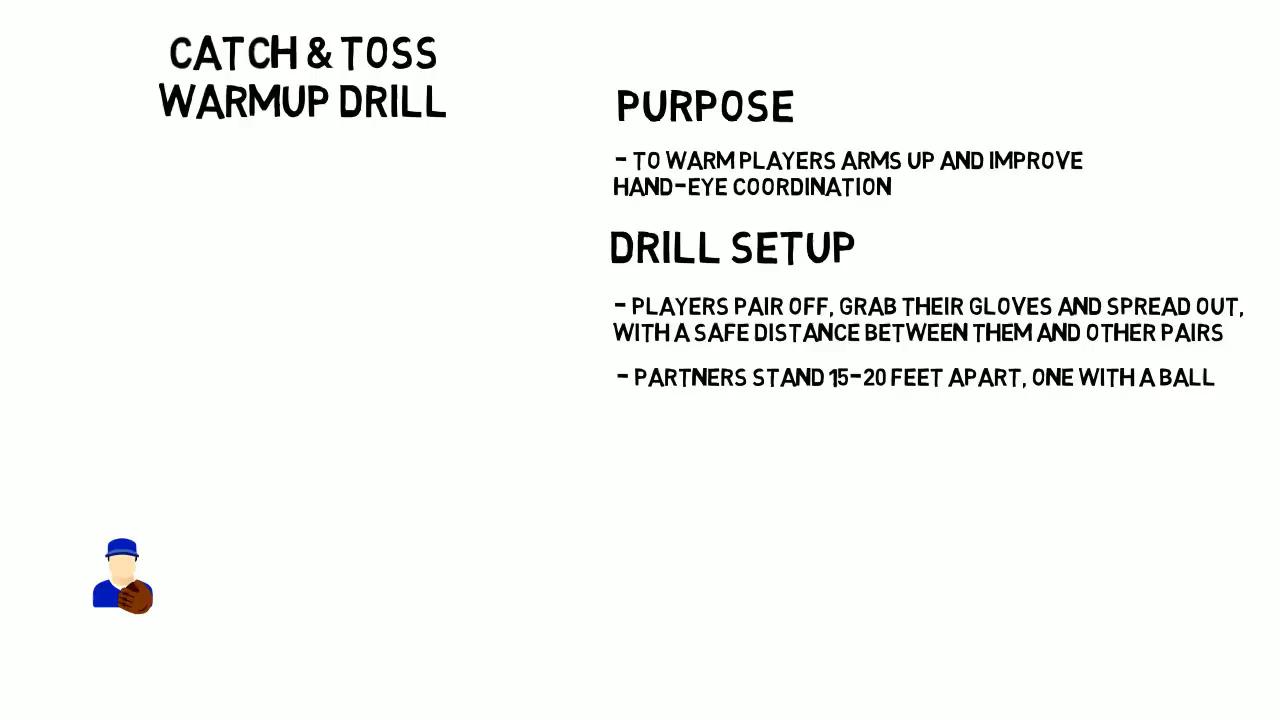 CATCH & TOSS
WARMUP DRILL
PURPOSE
- TO WARM PLAYERS ARMS UP AND IMPROVE
HAND-EYE COORDINATION
DRILL SETUP
- PLAYERS PAIR OFF, GRAB THEIR GLOVES AND SPREAD OUT,
WITH A SAFE DISTANCE BETWEEN THEM AND OTHER PAIRS
- PARTNERS STAND 15-20 FEET APART, ONE WITH A BALL